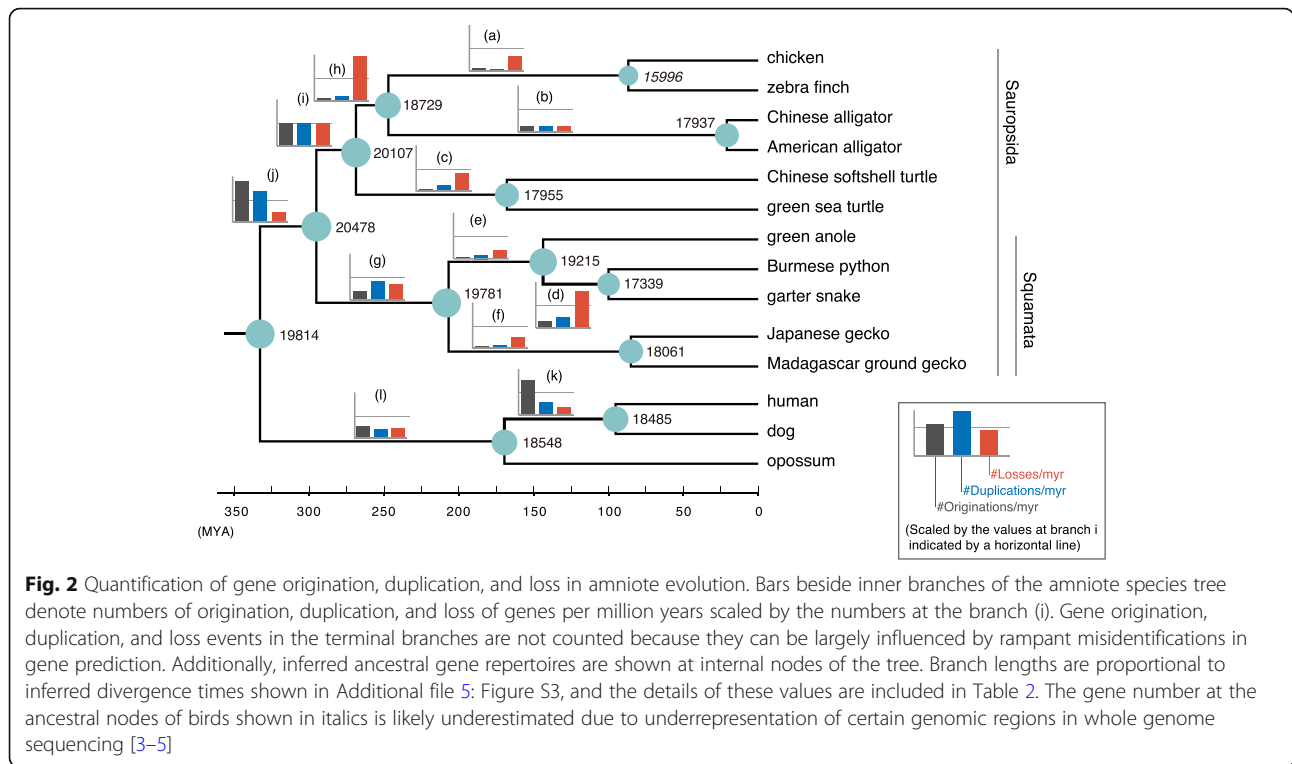 (a)
chicken
(h)
15996
zebra finch
(i)
18729
(b)
17937
Chinese alligator
American alligator
20107
(c)
Sauropsida
(j)
Chinese softshell turtle
17955
green sea turtle
20478
(e)
green anole
19215
Burmese python
(g)
17339
garter snake
Squamata
19781
(d)
(f)
19814
Japanese gecko
18061
Madagascar ground gecko
(k)
(l)
human
18485
dog
18548
opossum
#Losses/myr
#Duplications/myr
#Originations/myr
(Scaled by the values at branch i
indicated by a horizontal line)
350 300 250 200 150 100 50 0
(MYA)
Fig. 2 Quantification of gene origination, duplication, and loss in amniote evolution. Bars beside inner branches of the amniote species tree
denote numbers of origination, duplication, and loss of genes per million years scaled by the numbers at the branch (i). Gene origination,
duplication, and loss events in the terminal branches are not counted because they can be largely influenced by rampant misidentifications in
gene prediction. Additionally, inferred ancestral gene repertoires are shown at internal nodes of the tree. Branch lengths are proportional to
inferred divergence times shown in Additional file 5: Figure S3, and the details of these values are included in Table 2. The gene number at the
ancestral nodes of birds shown in italics is likely underestimated due to underrepresentation of certain genomic regions in whole genome
sequencing [3–5]